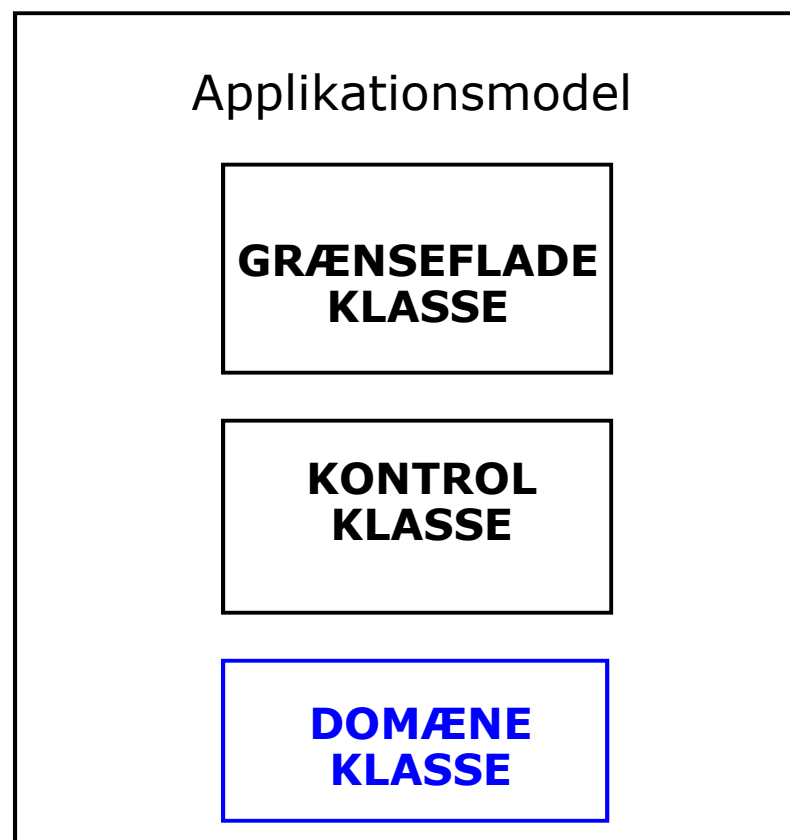 Applikationsmodel
GRÆNSEFLADE
KLASSE
KONTROL
KLASSE
DOMÆNE
KLASSE